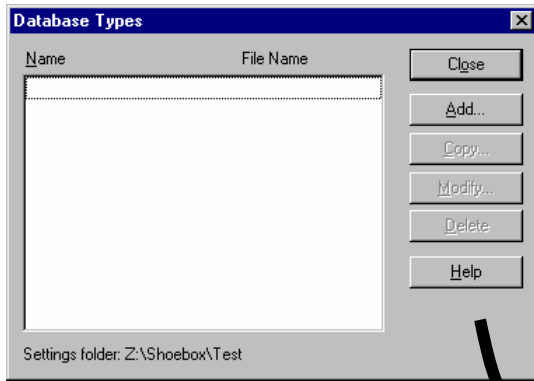 Database Types
Name File Name
Close
Add...
Copy...
Modify...
Delete
Help
Settings folder: Z:\Shoebox\Test